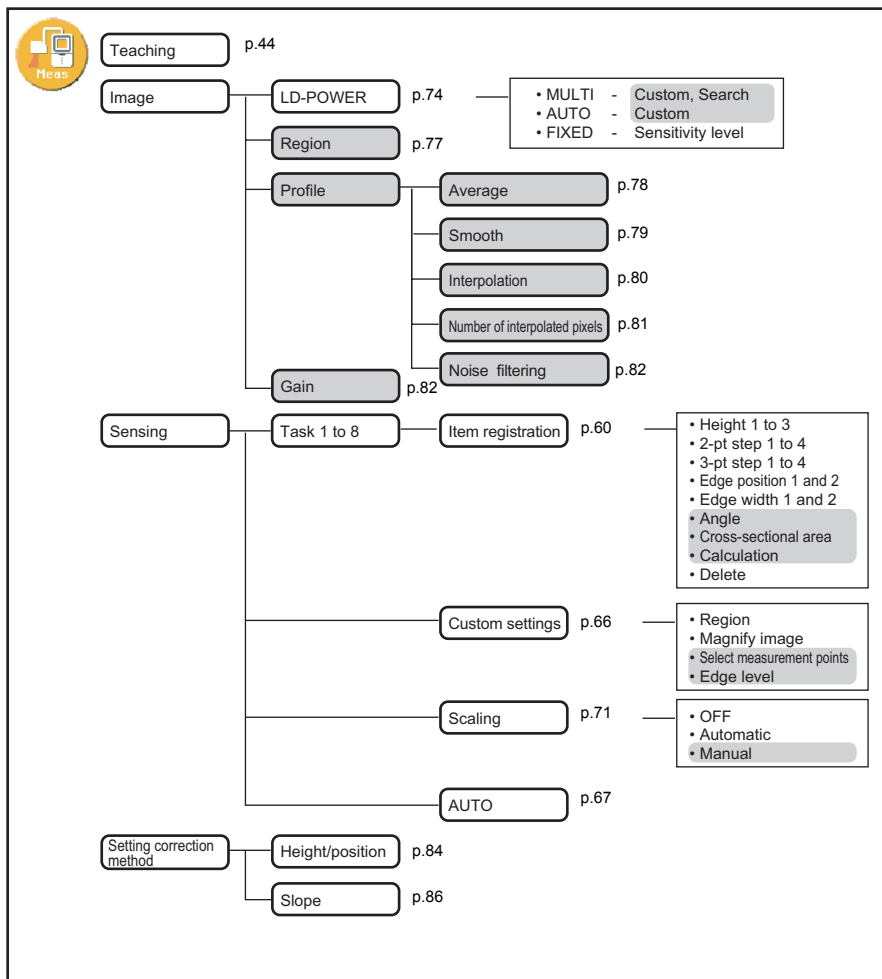 Meas
Teaching p.44
Image LD-POWER p.74
• MULTI - Custom, Search
• AUTO - Custom
• FIXED - Sensitivity level
Region p.77
Profile Average p.78
Smooth p.79
Interpolation p.80
Number of interpolated pixels p.81
Noise filtering p.82
Gain p.82
Sensing Task 1 to 8 Item registration p.60
• Height 1 to 3
• 2-pt step 1 to 4
• 3-pt step 1 to 4
• Edge position 1 and 2
• Edge width 1 and 2
• Angle
• Cross-sectional area
• Calculation
• Delete
Custom settings p.66
• Region
• Magnify image
• Select measurement points
• Edge level
Scaling p.71
• OFF
• Automatic
• Manual
AUTO p.67
Setting correction
method
Height/position p.84
Slope p.86